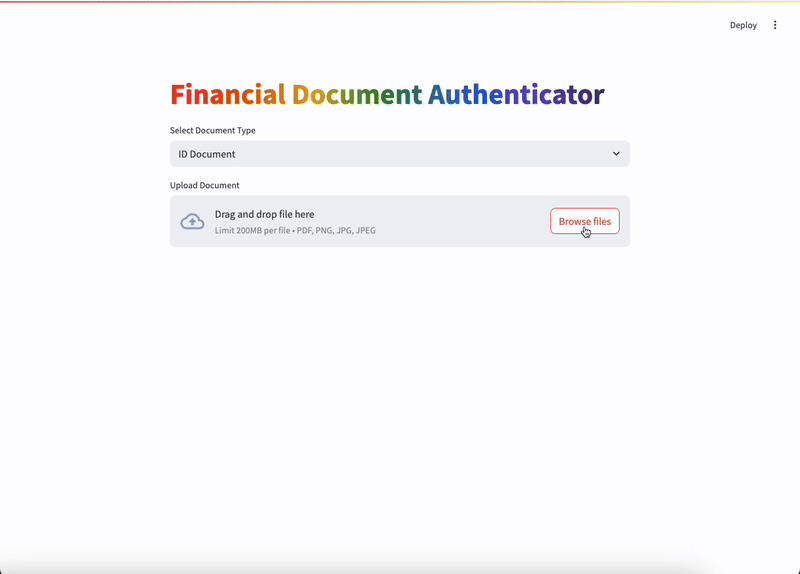 Deploy
Financial Document Authenticator
Select Document Type
ID Document
Upload Document
Drag and drop file here
Limit 200MB per file • PDF, PNG, JPG, JPEG
Browse files